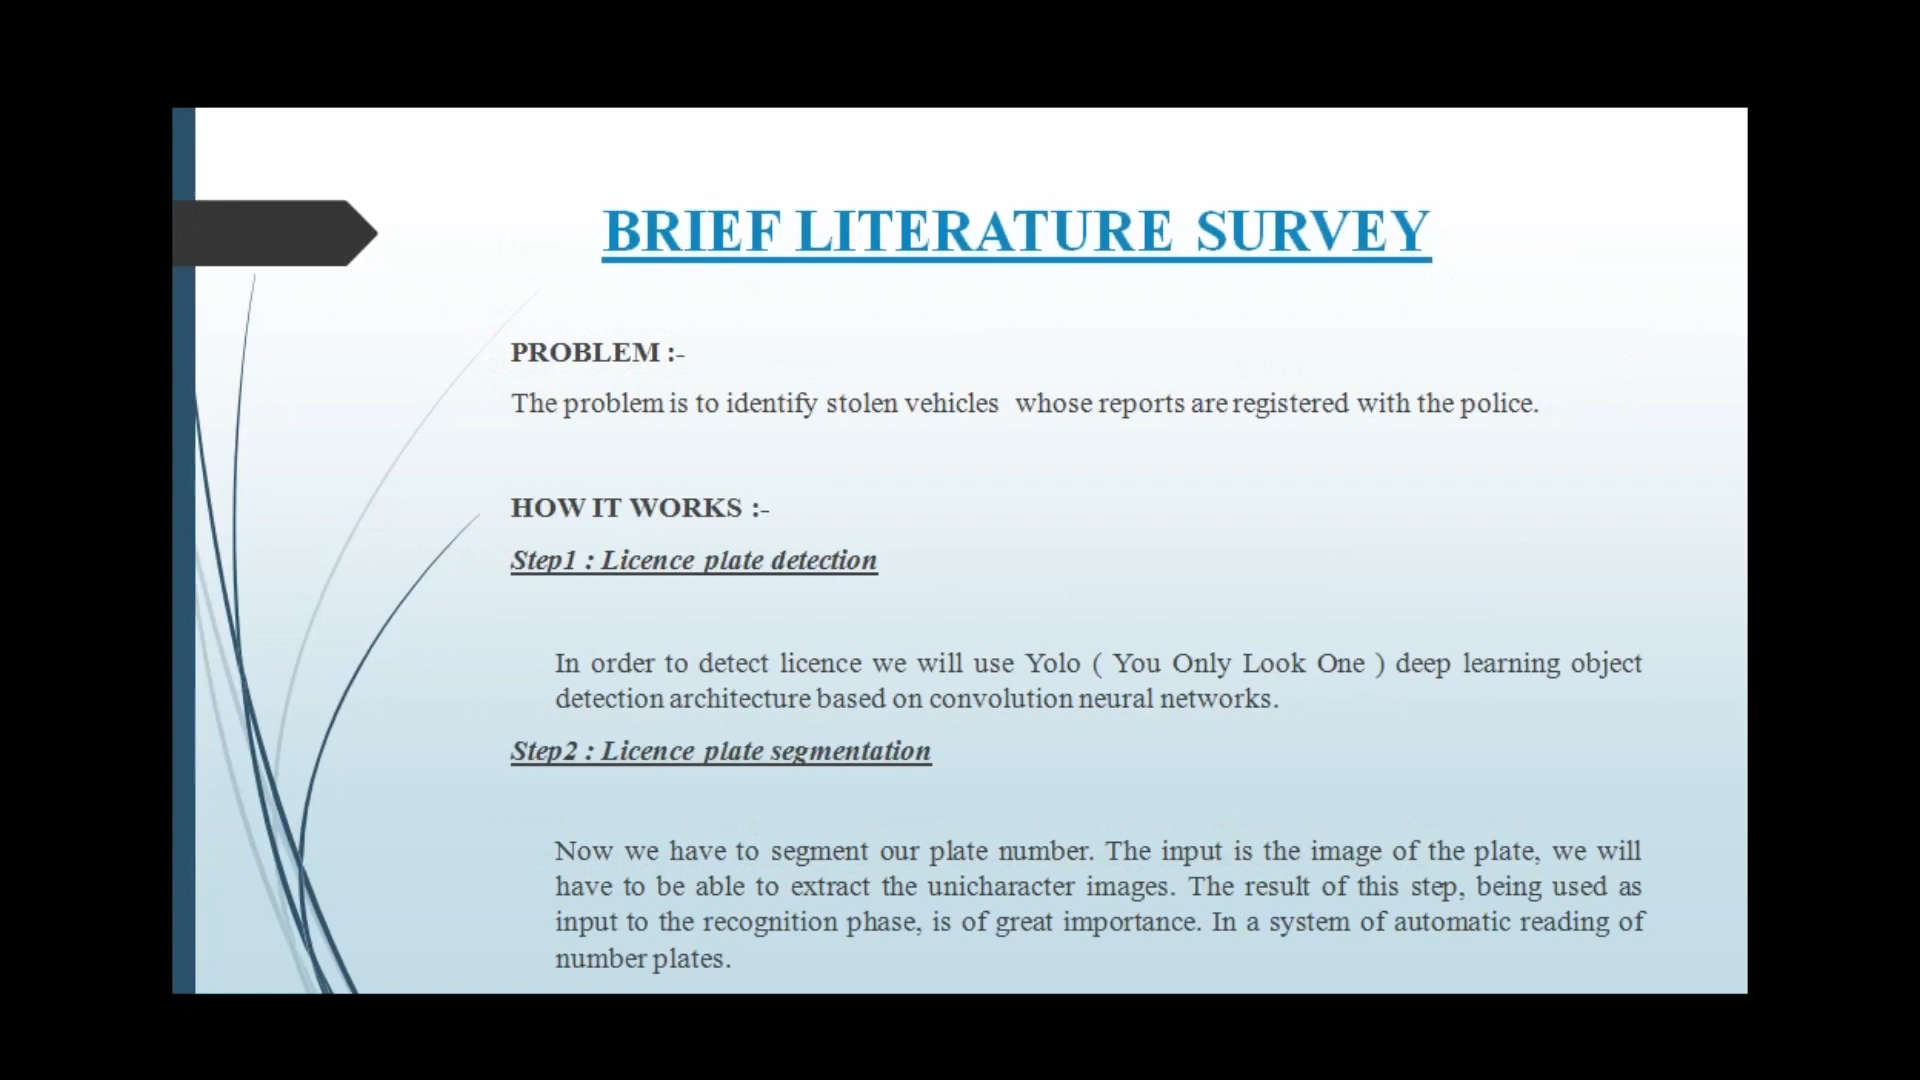 BRIEF LITERATURE SURVEY
PROBLEM :-
The problem is to identify stolen vehicles whose reports are registered with the police.
HOW IT WORKS :-
Step1 : Licence plate detection
In order to detect licence we will use Yolo ( You Only Look One ) deep learning object
detection architecture based on convolution neural networks.
Step2 : Licence plate segmentation
Now we have to segment our plate number. The input is the image of the plate, we will
have to be able to extract the unicharacter images. The result of this step, being used as
input to the recognition phase, is of great importance. In a system of automatic reading of
number plates.